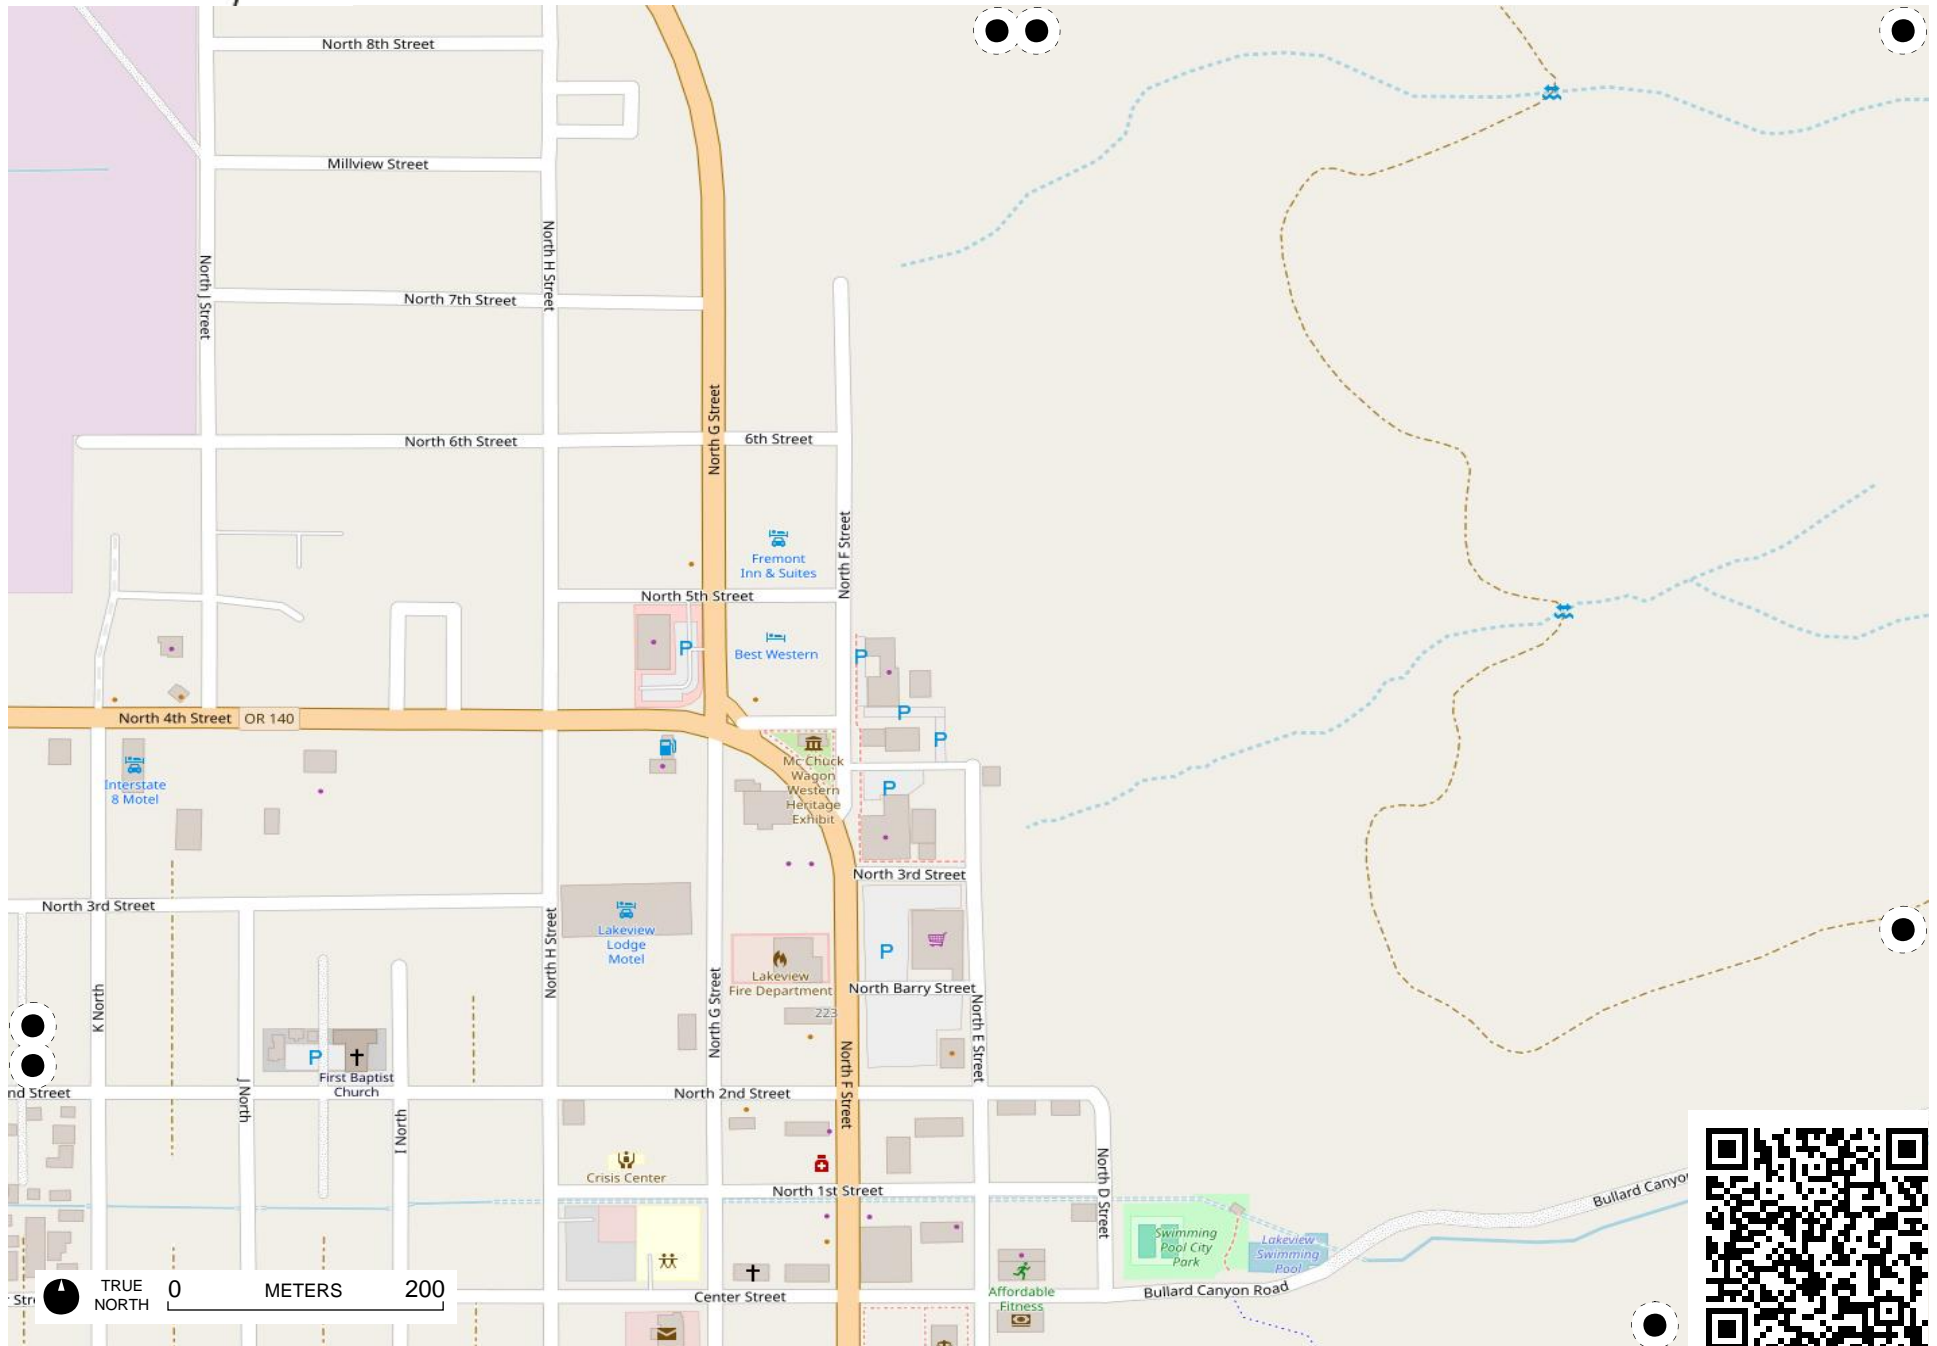 North 8th Street
Millview Street
North J Street
North H Street
North 7th Street
North G Street
North 6th Street
6th Street
North F Street
Fremont
Inn & Suites
North 5th Street
P
Best Western
P
P
P
North 4th Street
OR 140
Mc Chuck
Wagon
Western
Heritage
Exhibit
P
Interstate
8 Motel
North 3rd Street
North 3rd Street
North H Street
Lakeview
Lodge
Motel
P
Lakeview
Fire Department
North Barry Street
K North
North G Street
223
North E Street
P
First Baptist
Church
North F Street
nd Street
J North
North 2nd Street
I North
Crisis Center
North 1st Street
North D Street
Bullard Canyo
Swimming
Pool City
Park
Lakeview
Swimming
Pool
Affordable
Fitness
Center Street
Bullard Canyon Road
TRUE
NORTH
0 METERS 200